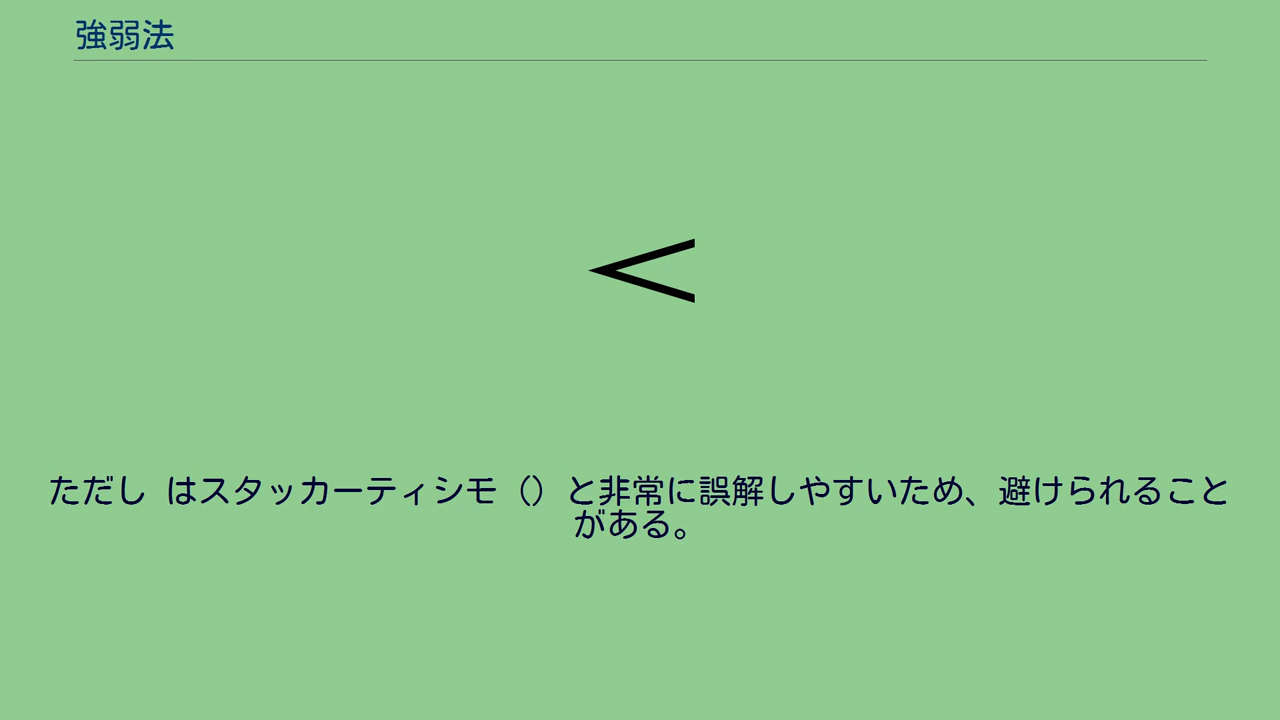 強弱法
<
ただし はスタッカーティシモ（）と非常に誤解しやすいため、避けられること
がある。